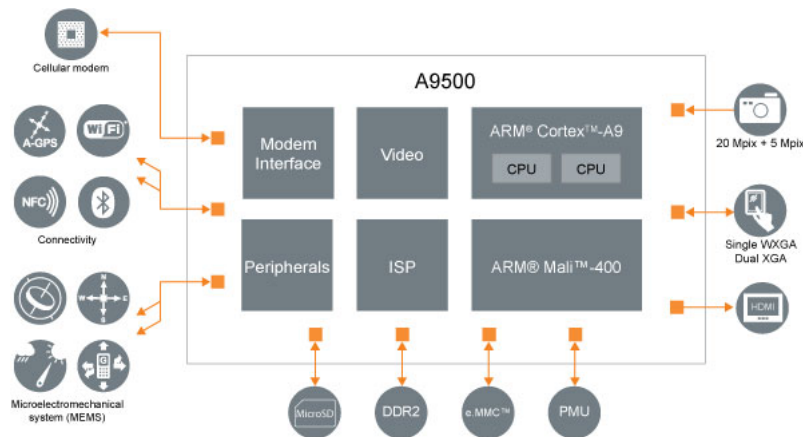 A9500
Cellular modem
Modem
Interface
Video
ARM® Cortex™-A9
CPU
CPU
20 Mpix + 5 Mpix
A-GPS
WiFi
NFC
Connectivity
Peripherals
ISP
ARM® Mali™-400
Single WXGA
Dual XGA
HDMI
N
W
E
S
G
Microelectromechanical
system (MEMS)
MicroSD
DDR2
e.MMC™
PMU